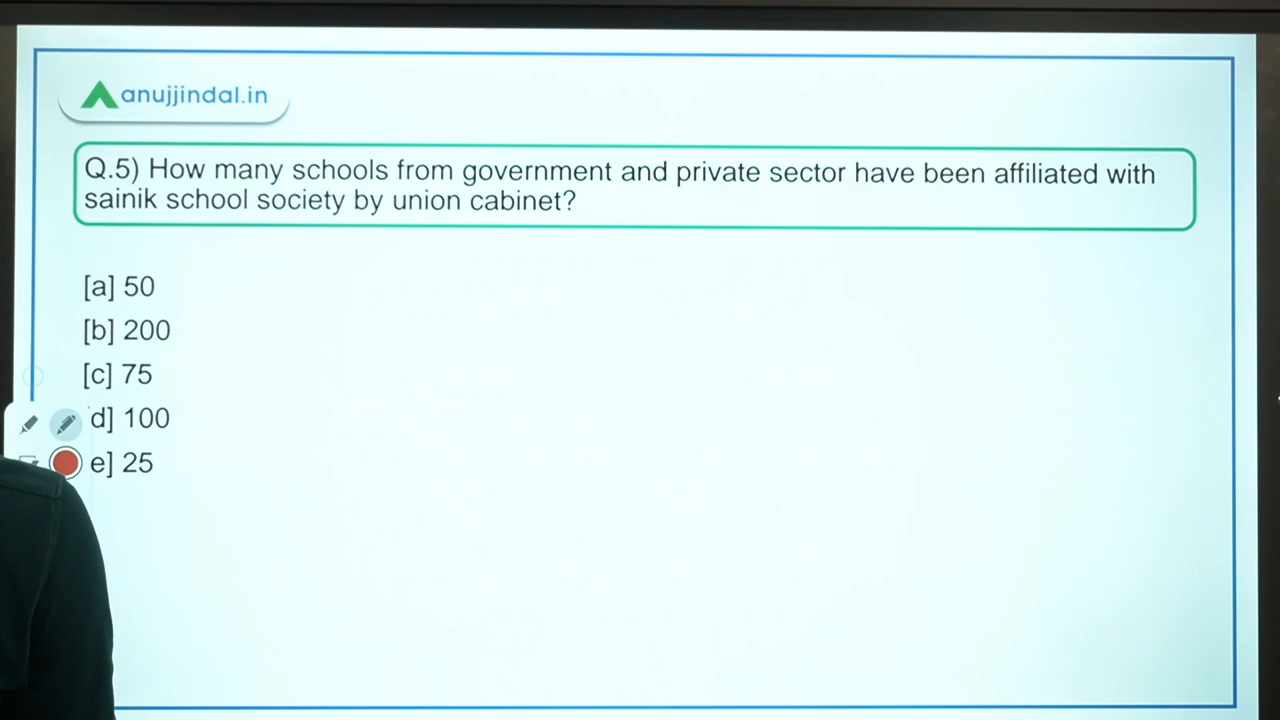 anujjindal.in
Q.5) How many schools from government and private sector have been affiliated with
sainik school society by union cabinet?
[a] 50
[b] 200
[c] 75
d] 100
e] 25